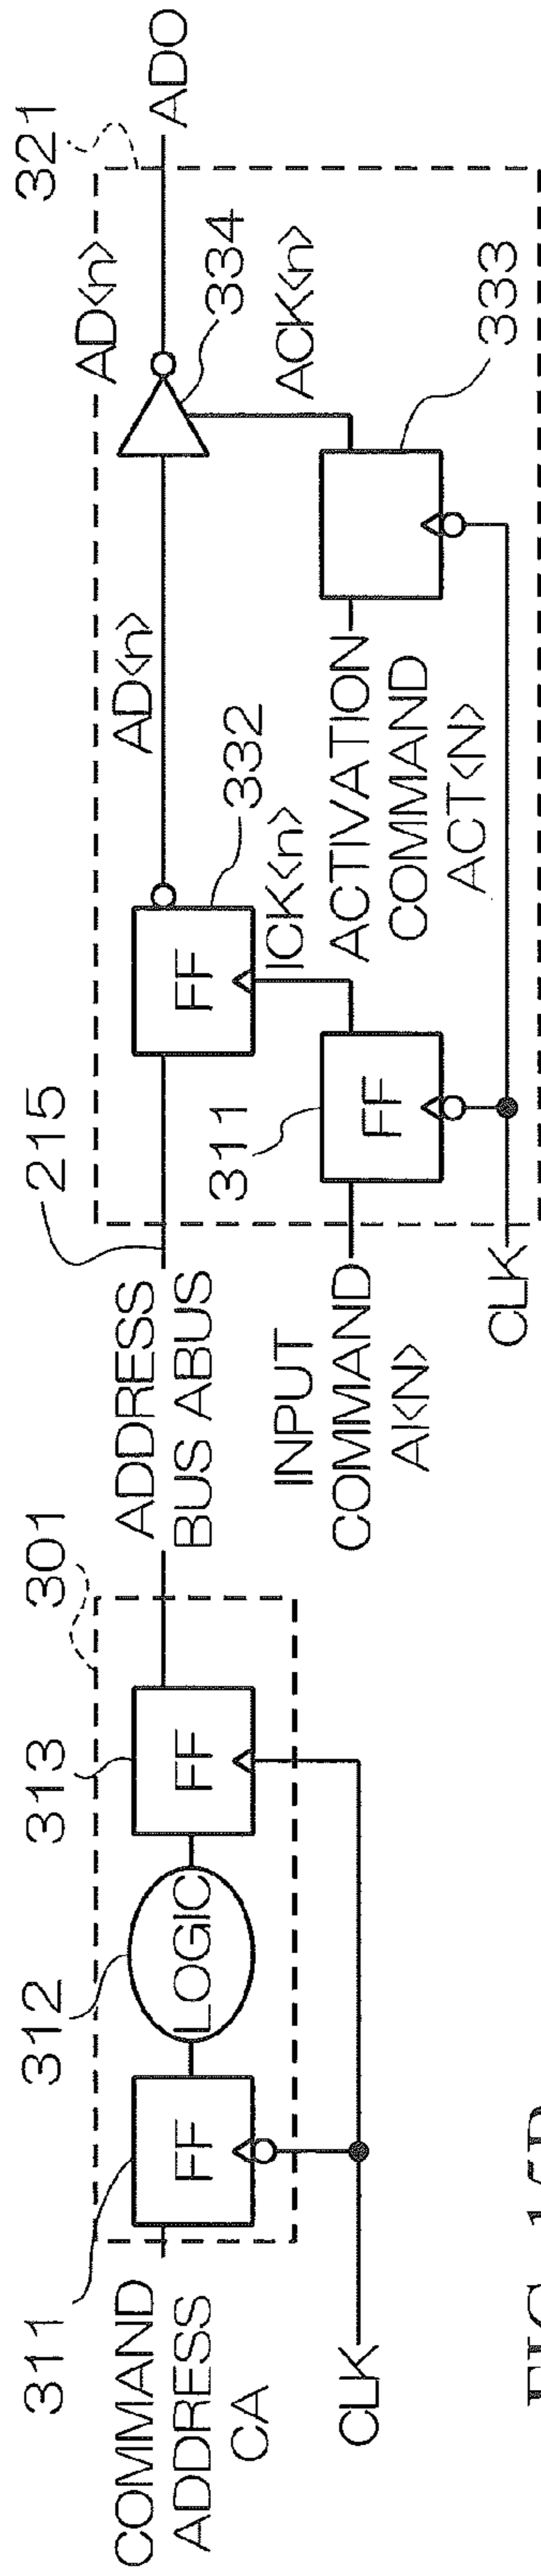 311
312
313
301
COMMAND
ADDRESS
CA
FF
LOGIC
FF
CLK
ADDRESS
BUS ABUS
215
INPUT
COMMAND
AI<N>
CLK
311
FF
FF
332
ICK<n>
AD<n>
ACTIVATION
COMMAND
ACT<N>
333
ACK<n>
334
AD<n>
321
ADO